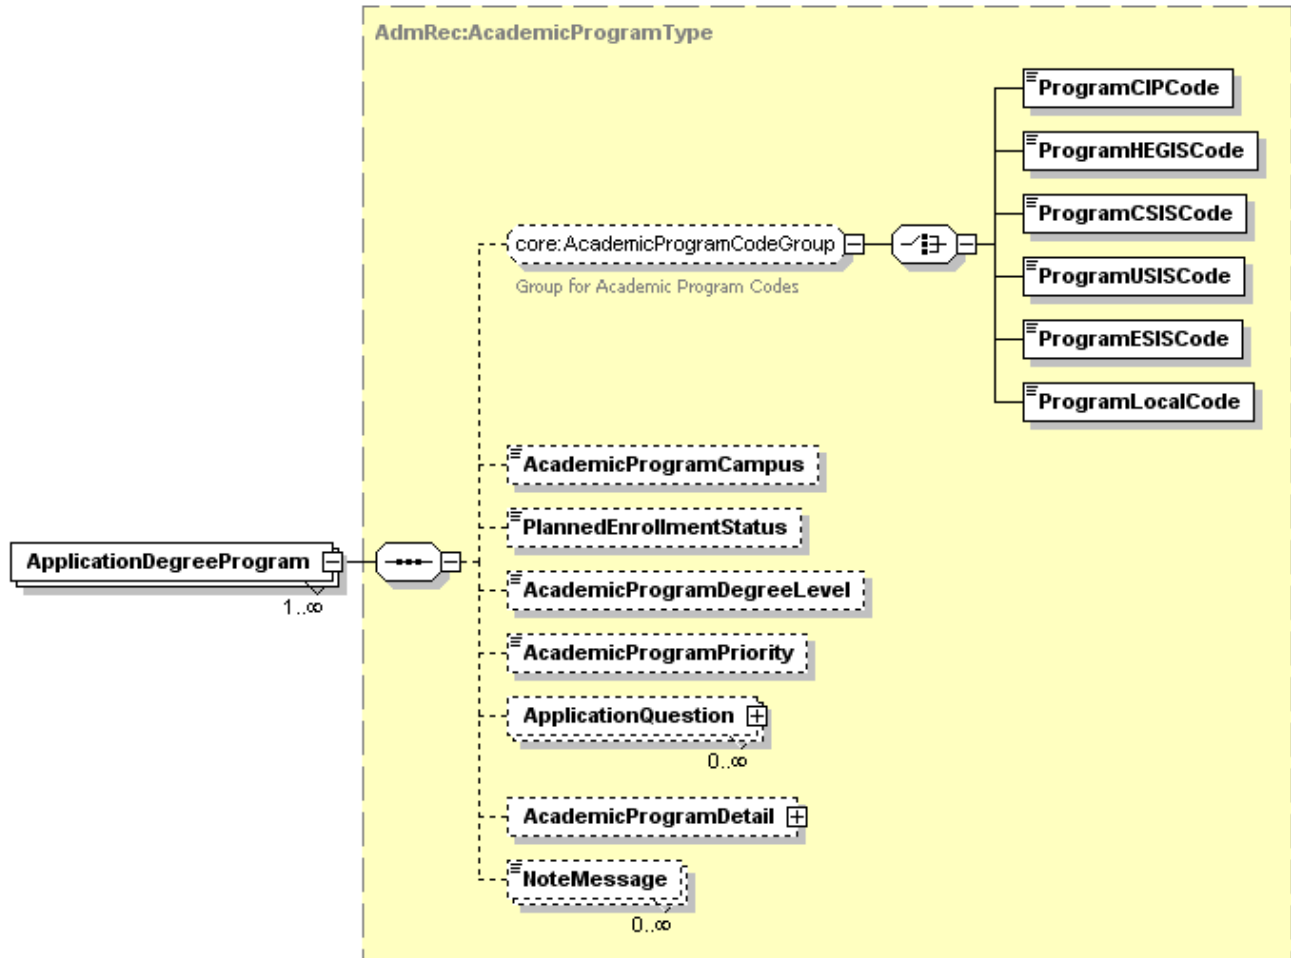 AdmRec:AcademicProgramType
ProgramCIPCode
ProgramHEGISCode
ProgramCSISCode
core:AcademicProgramCodeGroup
Group for Academic Program Codes
ProgramUSISCode
ProgramESISCode
ProgramLocalCode
AcademicProgramCampus
PlannedEnrollmentStatus
ApplicationDegreeProgram
1..∞
AcademicProgramDegreeLevel
AcademicProgramPriority
ApplicationQuestion
0..∞
AcademicProgramDetail
NoteMessage
0..∞